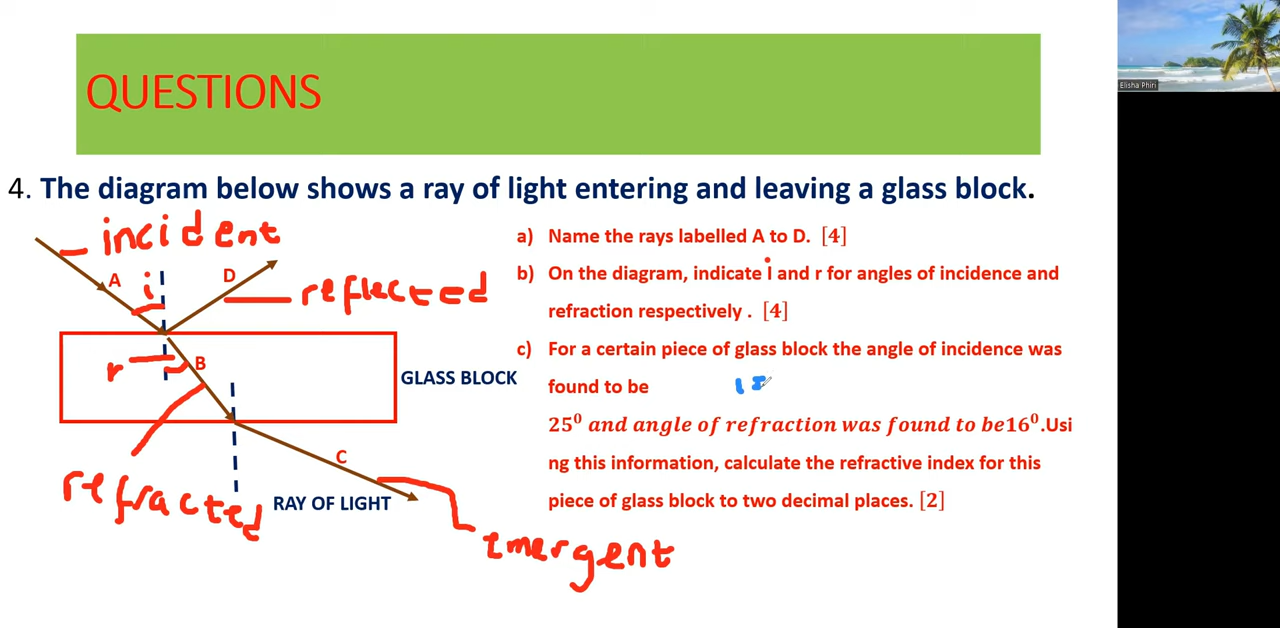 QUESTIONS
Elisha Phiri
4. The diagram below shows a ray of light entering and leaving a glass block.
incident
A
i
D
reflected
r
B
GLASS BLOCK
C
refracted
RAY OF LIGHT
emergent
a) Name the rays labelled A to D. [4]
b) On the diagram, indicate i and r for angles of incidence and
refraction respectively . [4]
c) For a certain piece of glass block the angle of incidence was
found to be
25⁰ and angle of refraction was found to be16⁰.Usi
ng this information, calculate the refractive index for this
piece of glass block to two decimal places. [2]